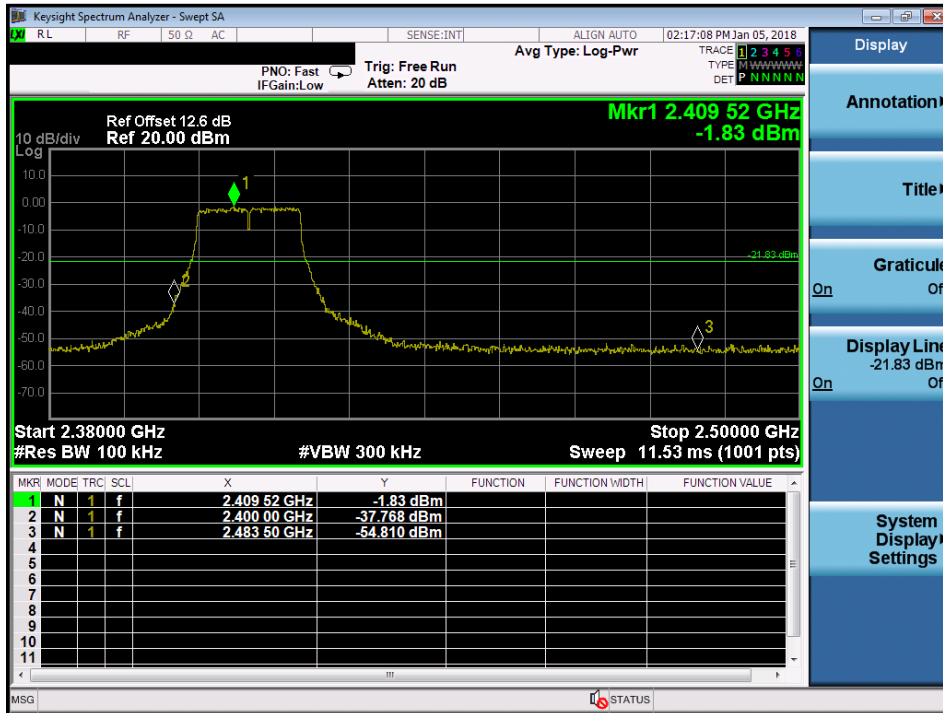 Keysight Spectrum Analyzer - Swept SA
LXI RL RF 50 Ω AC SENSE:INT ALIGN AUTO 02:17:08 PM Jan 05, 2018
PNO: Fast
IFGain:Low
Trig: Free Run
Atten: 20 dB
Avg Type: Log-Pwr
TRACE 1 2 3 4 5 6
TYPE M WWWWW
DET P N N N N N
Mkr1 2.409 52 GHz
-1.83 dBm
Ref Offset 12.6 dB
10 dB/div Ref 20.00 dBm
Log
10.0
0.00
-10.0
-20.0
-30.0
-40.0
-50.0
-60.0
-70.0
1
2
3
-21.83 dBm
Start 2.38000 GHz Stop 2.50000 GHz
#Res BW 100 kHz #VBW 300 kHz Sweep 11.53 ms (1001 pts)
MKR MODE TRC SCL X Y FUNCTION FUNCTION WIDTH FUNCTION VALUE
1 N 1 f 2.409 52 GHz -1.83 dBm
2 N 1 f 2.400 00 GHz -37.768 dBm
3 N 1 f 2.483 50 GHz -54.810 dBm
4
5
6
7
8
9
10
11
MSG STATUS
Display
Annotation
Title
Graticule
On Of
Display Line
-21.83 dBm
On Of
System
Display
Settings